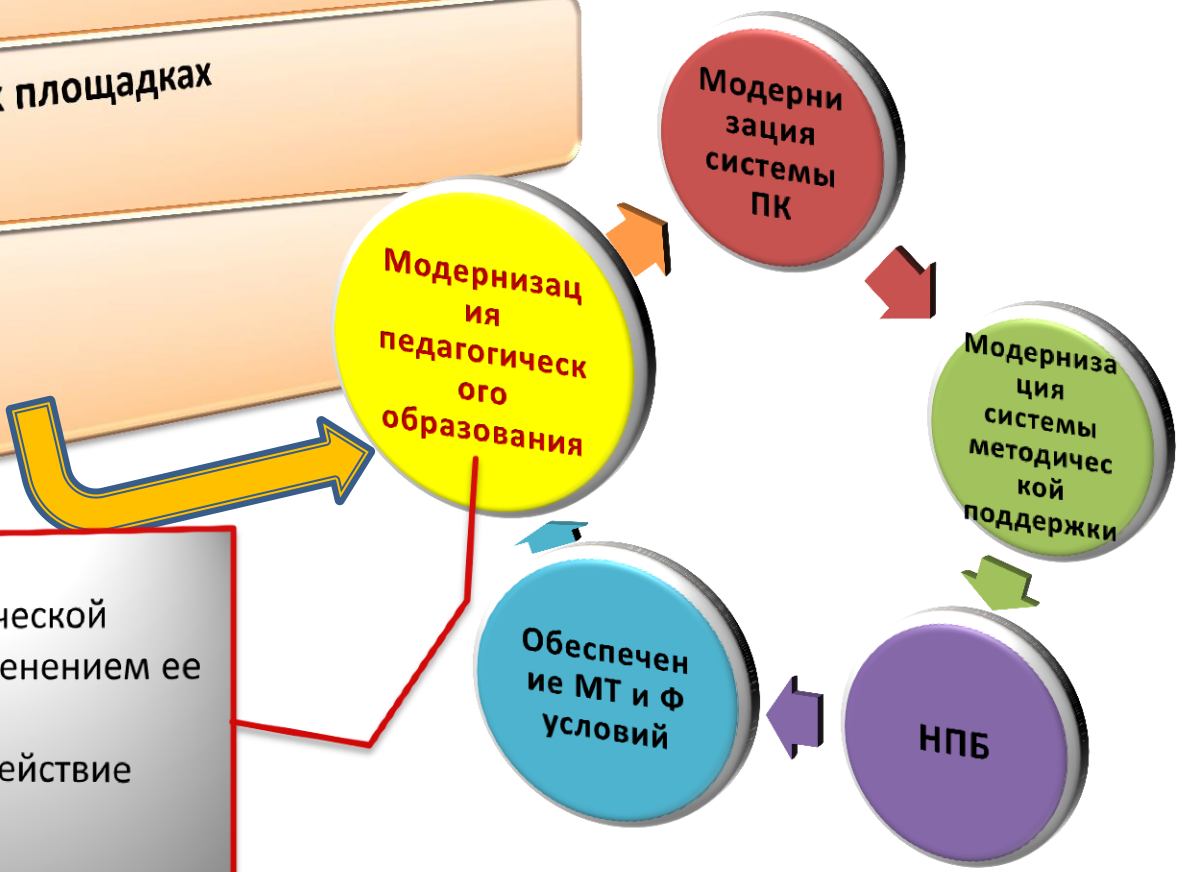 площадках
Модерни
зация
системы
ПК
Модернизац
ия
педагогическ
ого
образования
Модерниза
ция
системы
методичес
кой
поддержки
НПБ
Обеспечен
ие МТ и Ф
условий
ческой
енением ее
ействие